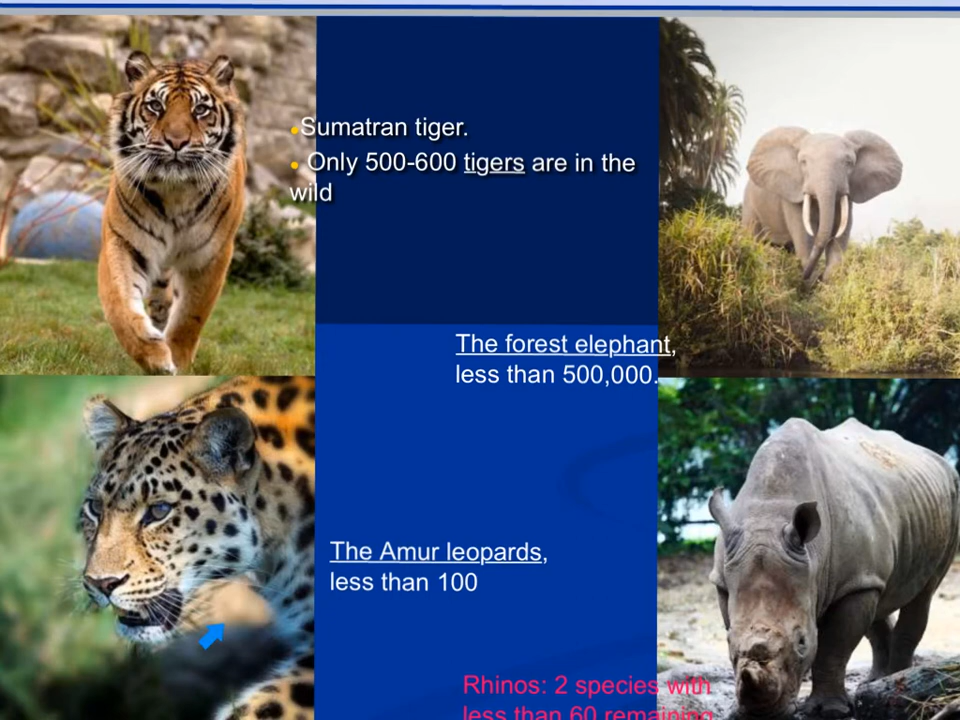 Sumatran tiger.
Only 500-600 tigers are in the
wild
The forest elephant,
less than 500,000.
The Amur leopards,
less than 100
Rhinos: 2 species with
less than 60 remaining